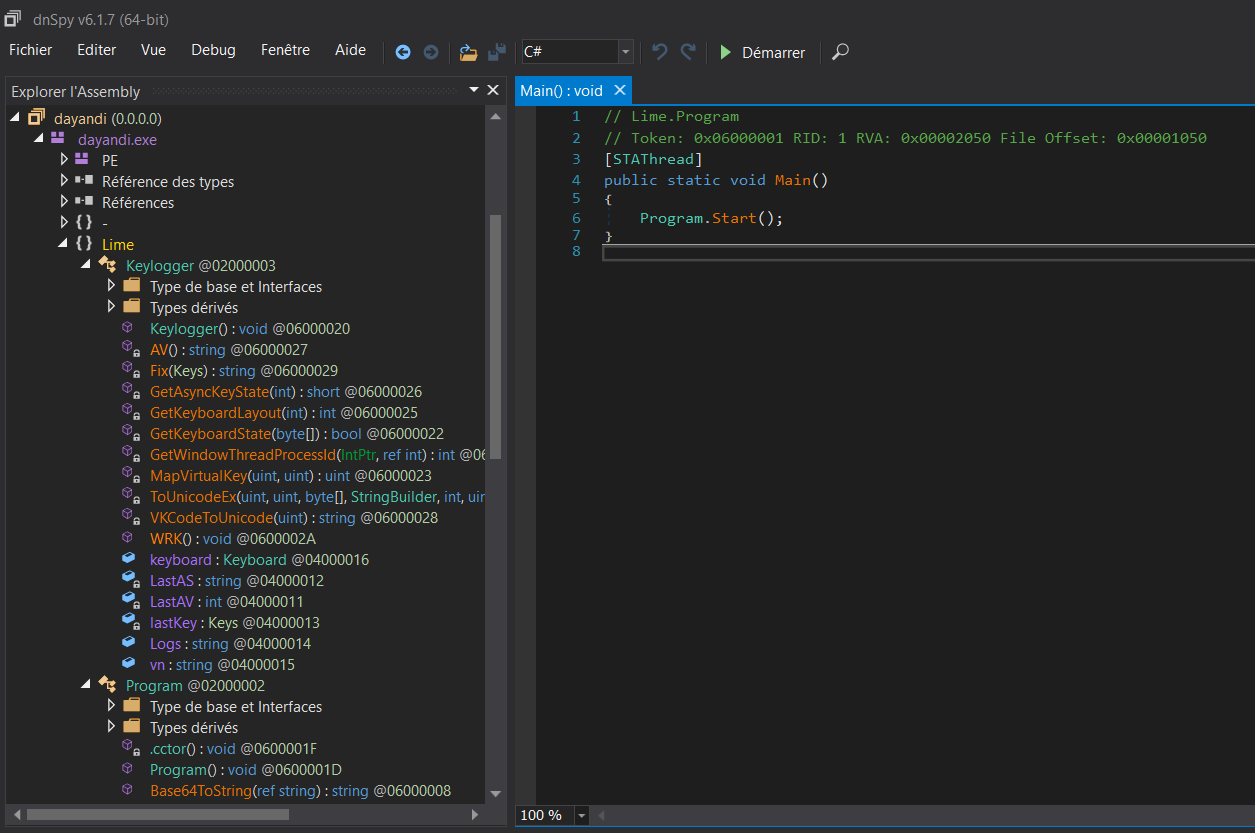 dnSpy v6.1.7 (64-bit)
Fichier Editer Vue Debug Fenêtre Aide C# Démarrer
Explorer l'Assembly
dayandi (0.0.0.0)
dayandi.exe
PE
Référence des types
Références
{ } -
{ } Lime
Keylogger @02000003
Type de base et Interfaces
Types dérivés
Keylogger() : void @06000020
AV() : string @06000027
Fix(Keys) : string @06000029
GetAsyncKeyState(int) : short @06000026
GetKeyboardLayout(int) : int @06000025
GetKeyboardState(byte[]) : bool @06000022
GetWindowThreadProcessId(IntPtr, ref int) : int @06
MapVirtualKey(uint, uint) : uint @06000023
ToUnicodeEx(uint, uint, byte[], StringBuilder, int, uin
VKCodeToUnicode(uint) : string @06000028
WRK() : void @0600002A
keyboard : Keyboard @04000016
LastAS : string @04000012
LastAV : int @04000011
lastKey : Keys @04000013
Logs : string @04000014
vn : string @04000015
Program @02000002
Type de base et Interfaces
Types dérivés
.cctor() : void @0600001F
Program() : void @0600001D
Base64ToString(ref string) : string @06000008
Main() : void
1 // Lime.Program
2 // Token: 0x06000001 RID: 1 RVA: 0x00002050 File Offset: 0x00001050
3 [STAThread]
4 public static void Main()
5 {
6 Program.Start();
7 }
8
100 %